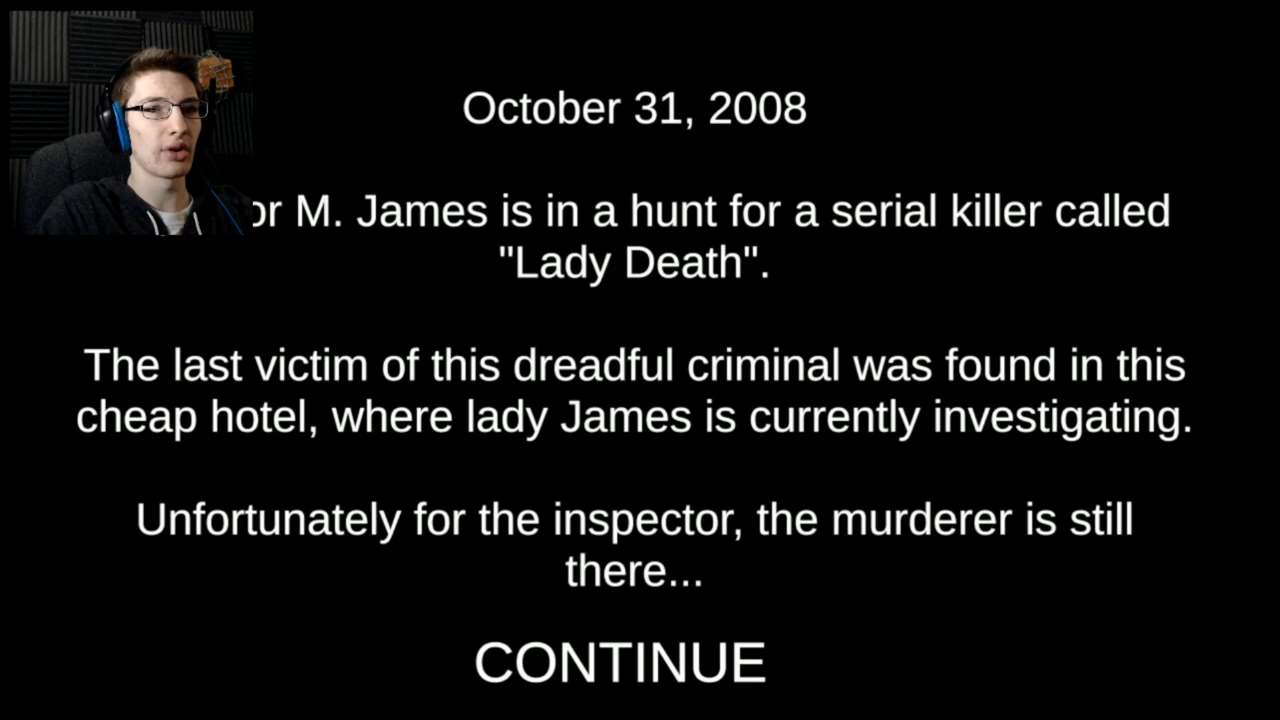 October 31, 2008
or M. James is in a hunt for a serial killer called
"Lady Death".
The last victim of this dreadful criminal was found in this
cheap hotel, where lady James is currently investigating.
Unfortunately for the inspector, the murderer is still
there...
CONTINUE